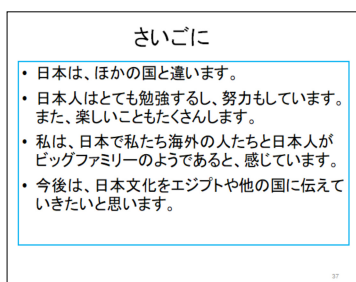 さいごに
• 日本は、ほかの国と違います。
• 日本人はとても勉強するし、努力もしています。
また、楽しいこともたくさんします。
• 私は、日本で私たち海外の人たちと日本人が
ビッグファミリーのようであると、感じています。
• 今後は、日本文化をエジプトや他の国に伝えて
いきたいと思います。
37